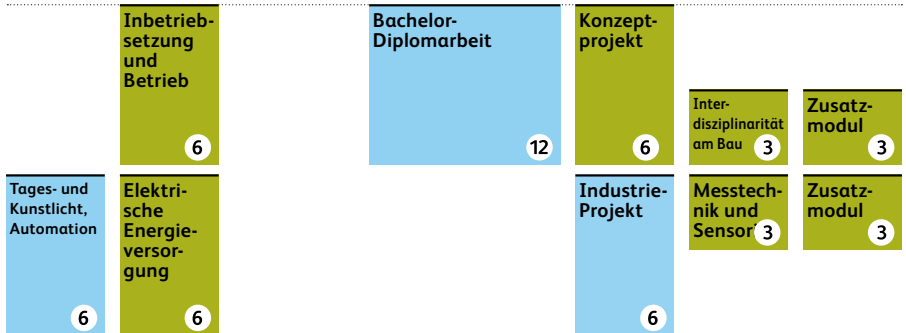 Inbetrieb-
setzung
und
Betrieb
6
Bachelor-
Diplomarbeit
12
Konzept-
projekt
6
Inter-
disziplinarität
am Bau
3
Zusatz-
modul
3
Tages- und
Kunstlicht,
Automation
6
Elektri-
sche
Energie-
versor-
gung
6
Industrie-
Projekt
6
Messtech-
nik und
3
Zusatz-
modul
3